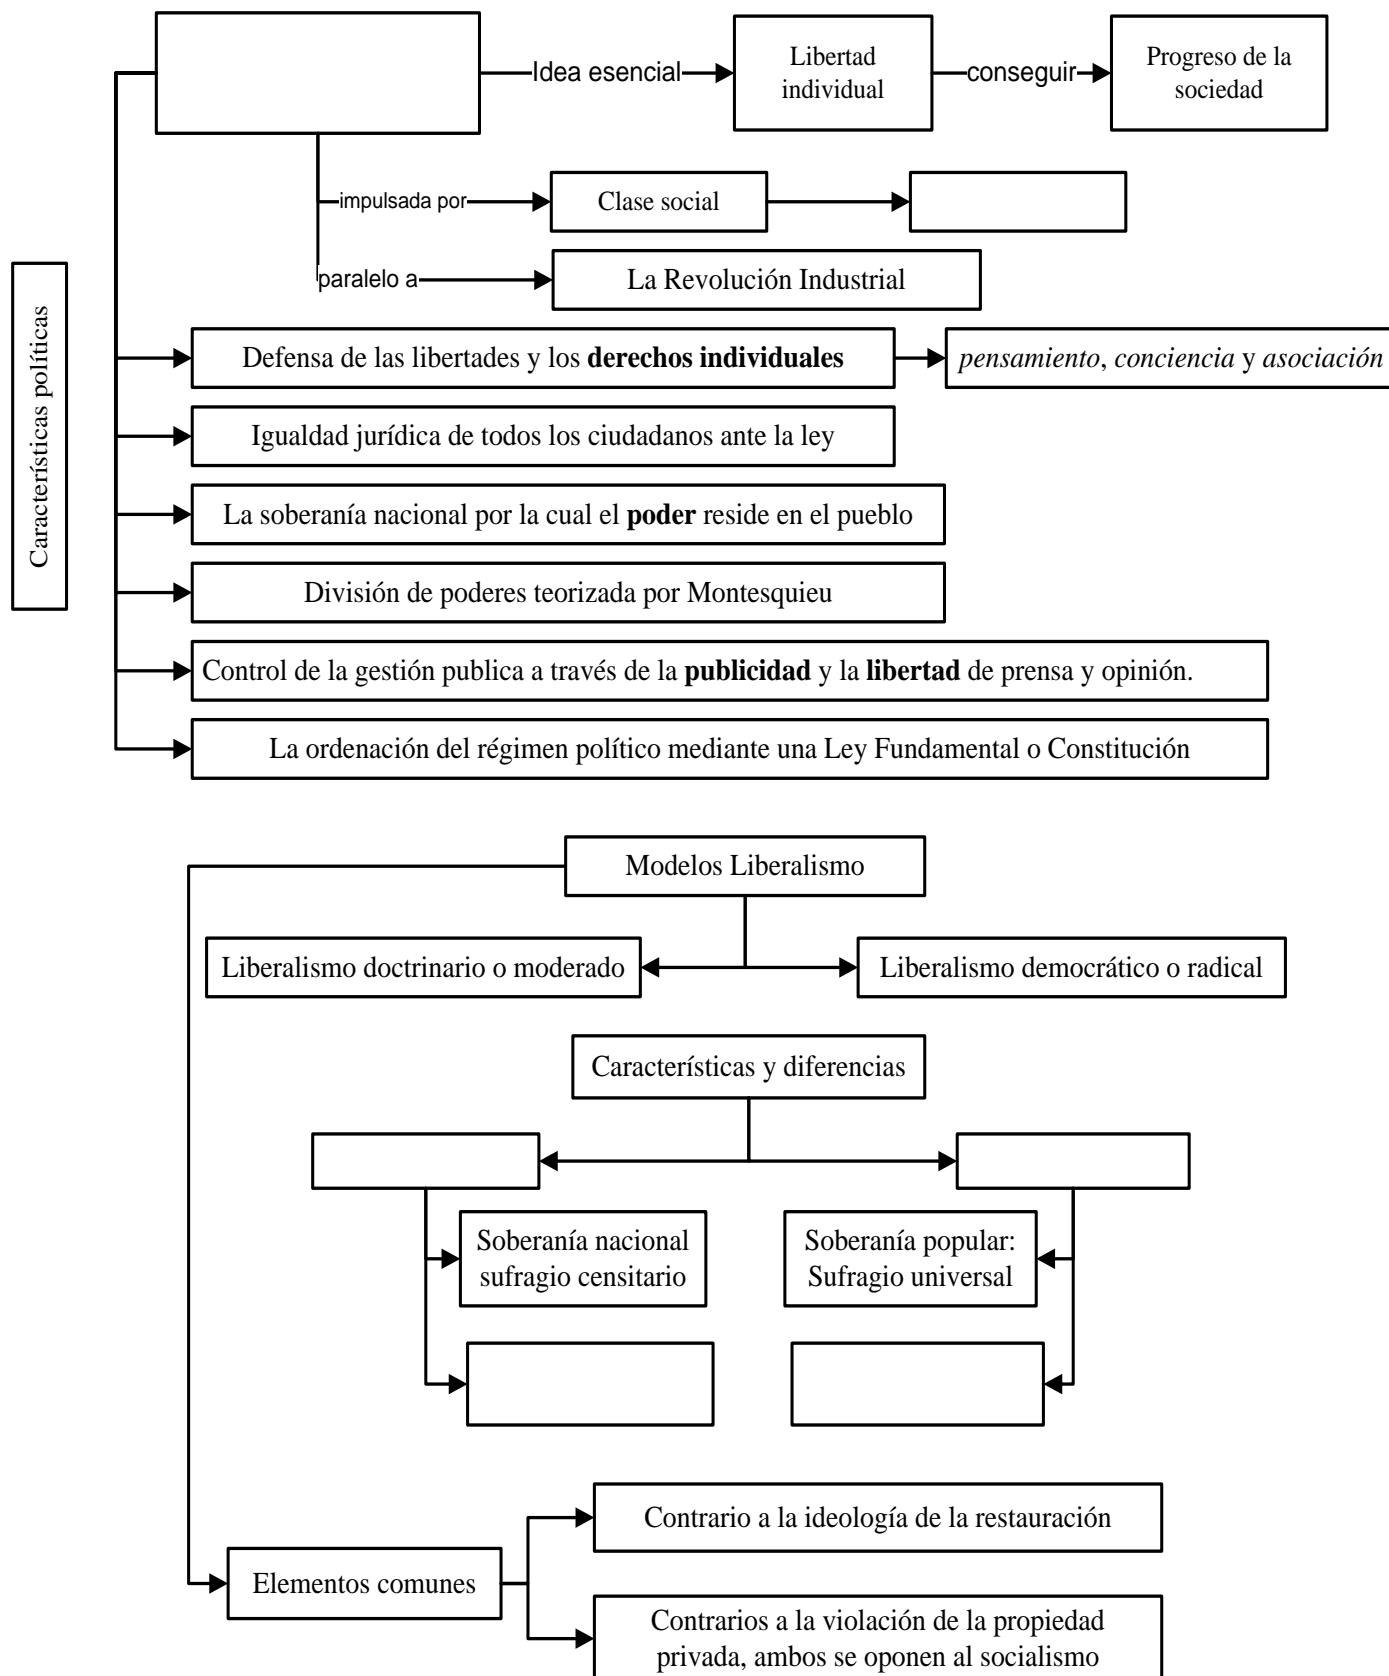 Idea esencial
Libertad
individual
conseguir
Progreso de la
sociedad
impulsada por
Clase social
paralelo a
La Revolución Industrial
Características políticas
Defensa de las libertades y los derechos individuales
pensamiento, conciencia y asociación
Igualdad jurídica de todos los ciudadanos ante la ley
La soberanía nacional por la cual el poder reside en el pueblo
División de poderes teorizada por Montesquieu
Control de la gestión publica a través de la publicidad y la libertad de prensa y opinión.
La ordenación del régimen político mediante una Ley Fundamental o Constitución
Modelos Liberalismo
Liberalismo doctrinario o moderado
Liberalismo democrático o radical
Características y diferencias
Soberanía nacional
sufragio censitario
Soberanía popular:
Sufragio universal
Contrario a la ideología de la restauración
Elementos comunes
Contrarios a la violación de la propiedad
privada, ambos se oponen al socialismo